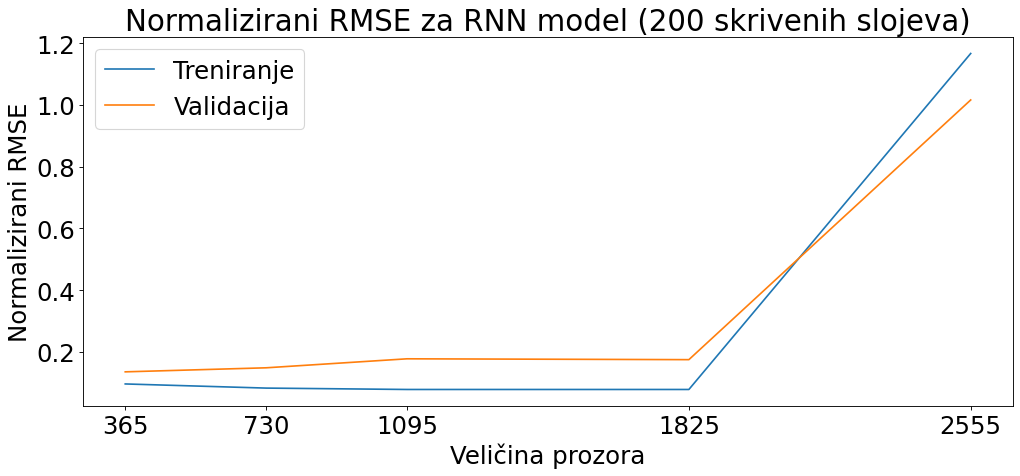 Normalizirani RMSE za RNN model (200 skrivenih slojeva)
Treniranje
Validacija
Normalizirani RMSE
1.2
1.0
0.8
0.6
0.4
0.2
365 730 1095 1825 2555
Veličina prozora